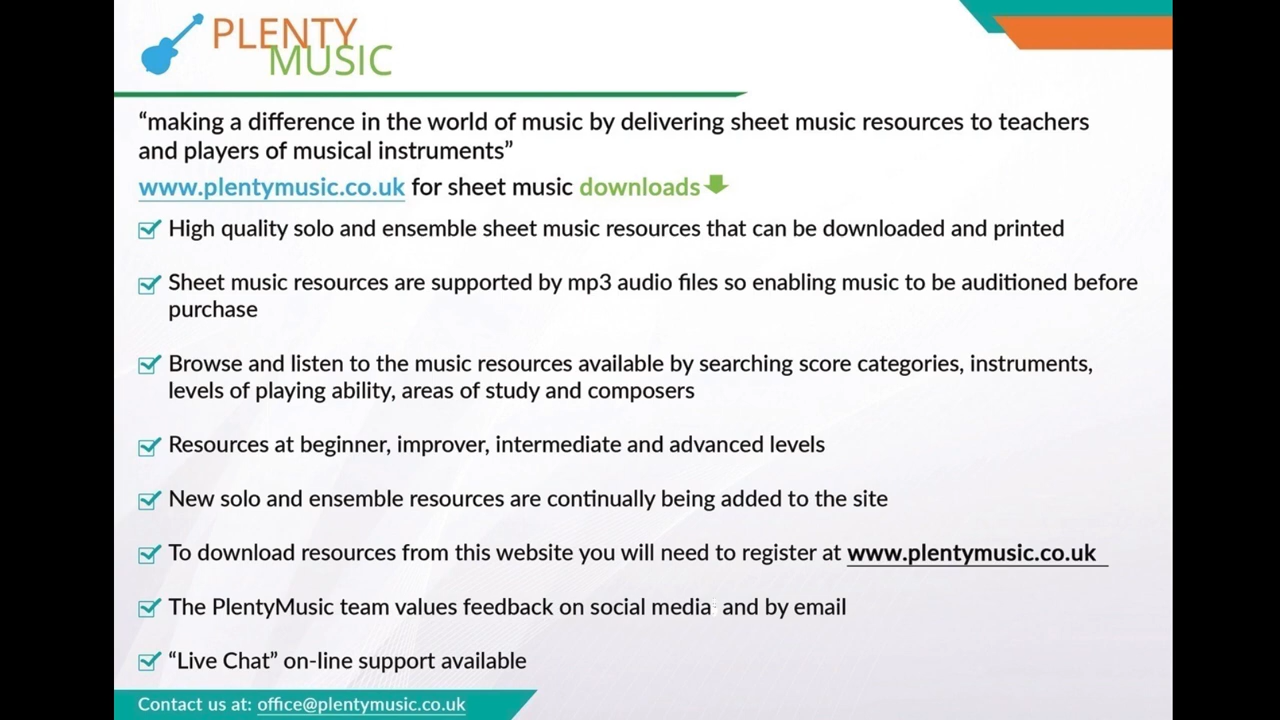 PLENTY
MUSIC
“making a difference in the world of music by delivering sheet music resources to teachers
and players of musical instruments”
www.plentymusic.co.uk for sheet music downloads
High quality solo and ensemble sheet music resources that can be downloaded and printed
Sheet music resources are supported by mp3 audio files so enabling music to be auditioned before
purchase
Browse and listen to the music resources available by searching score categories, instruments,
levels of playing ability, areas of study and composers
Resources at beginner, improver, intermediate and advanced levels
New solo and ensemble resources are continually being added to the site
To download resources from this website you will need to register at www.plentymusic.co.uk
The PlentyMusic team values feedback on social media and by email
“Live Chat” on-line support available
Contact us at: office@plentymusic.co.uk